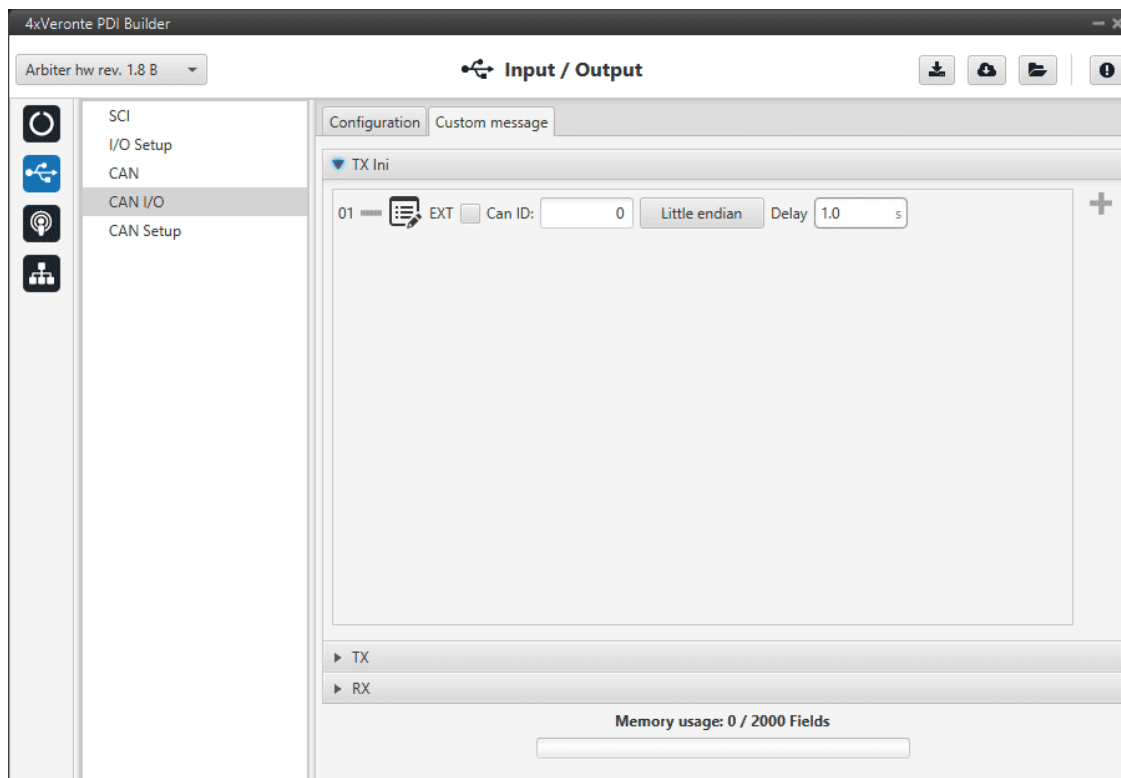 4xVeronte PDI Builder
Arbiter hw rev. 1.8 B
Input / Output
SCI
I/O Setup
CAN
CAN I/O
CAN Setup
Configuration
Custom message
TX Ini
01 EXT Can ID: 0 Little endian Delay 1.0 s
TX
RX
Memory usage: 0 / 2000 Fields